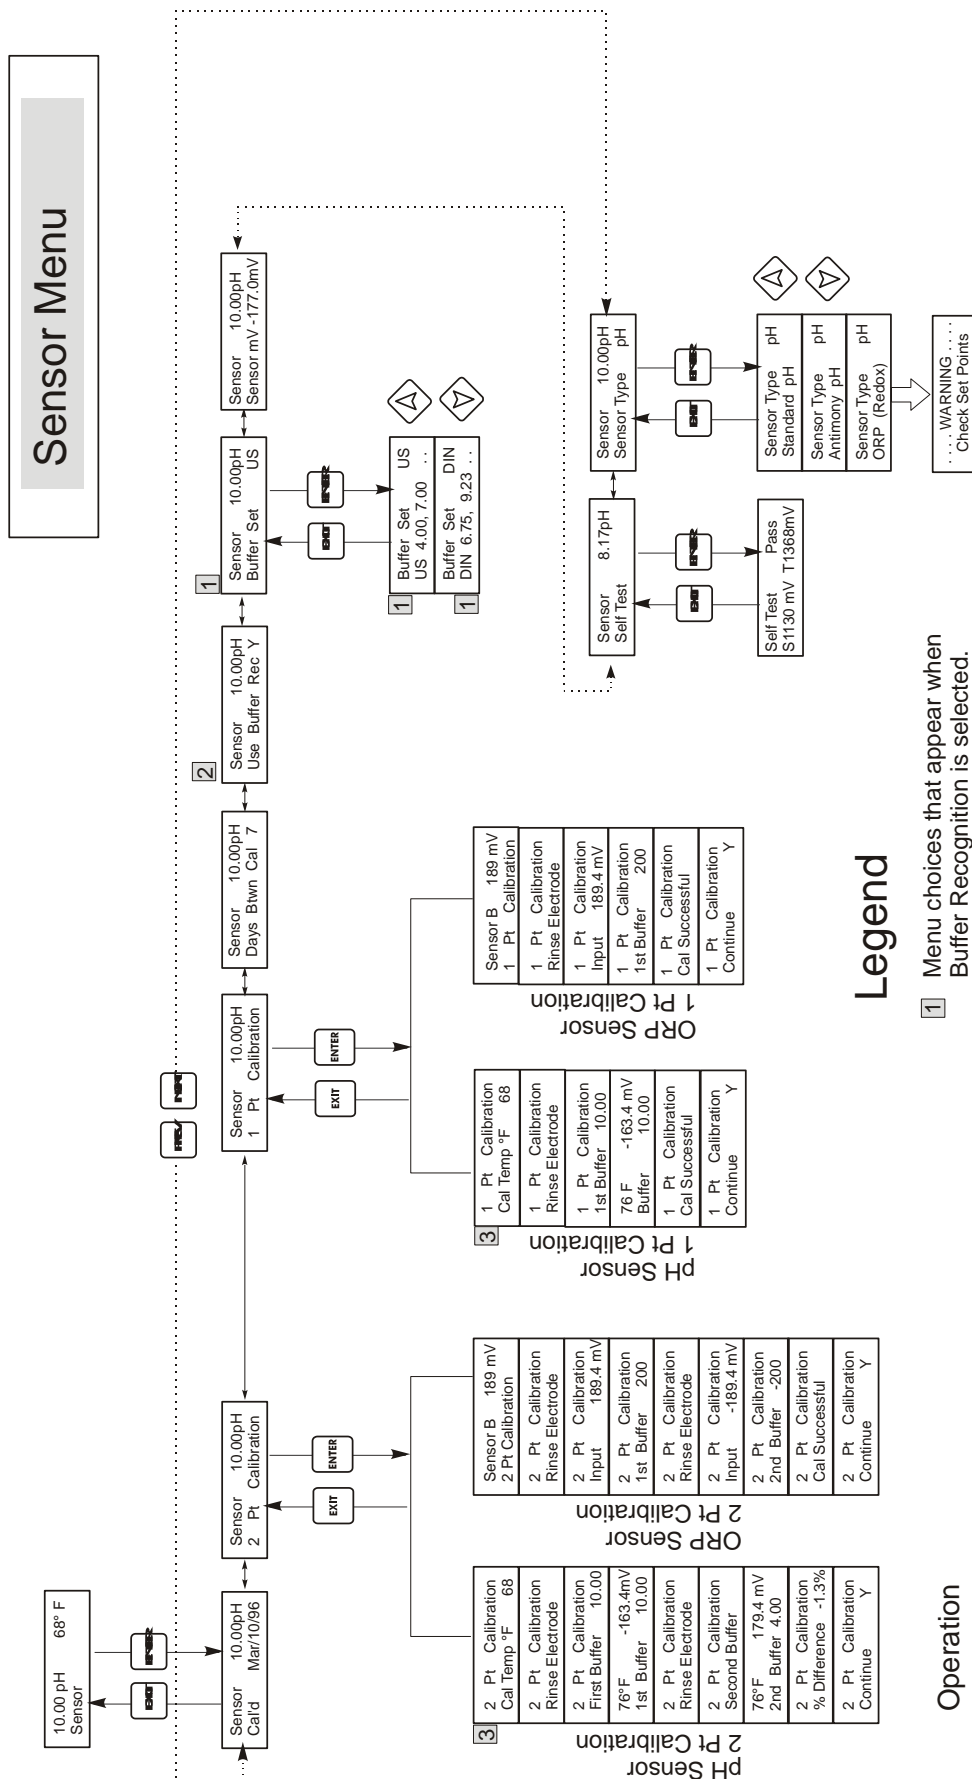 Sensor Menu
10.00 pH 68° F
Sensor
EXIT
ENTER
Sensor 10.00pH
Cal'd Mar/10/96
Sensor 10.00pH
2 Pt Calibration
EXIT
ENTER
Sensor 10.00pH
1 Pt Calibration
EXIT
ENTER
Sensor 10.00pH
Days Btwn Cal 7
2
Sensor 10.00pH
Use Buffer Rec Y
1
Sensor 10.00pH
Buffer Set US
Sensor 10.00pH
Sensor mV -177.0mV
EXIT
ENTER
1
Buffer Set US
US 4.00, 7.00 . .
1
Buffer Set DIN
DIN 6.75, 9.23 . .
pH Sensor
2 Pt Calibration
3
2 Pt Calibration
Cal Temp °F 68
2 Pt Calibration
Rinse Electrode
2 Pt Calibration
First Buffer 10.00
76°F -163.4mV
1st Buffer 10.00
2 Pt Calibration
Rinse Electrode
2 Pt Calibration
Second Buffer
76°F 179.4 mV
2nd Buffer 4.00
2 Pt Calibration
% Difference -1.3%
2 Pt Calibration
Continue Y
ORP Sensor
2 Pt Calibration
Sensor B 189 mV
2 Pt Calibration
2 Pt Calibration
Rinse Electrode
2 Pt Calibration
Input 189.4 mV
2 Pt Calibration
1st Buffer 200
2 Pt Calibration
Rinse Electrode
2 Pt Calibration
Input -189.4 mV
2 Pt Calibration
2nd Buffer -200
2 Pt Calibration
Cal Successful
2 Pt Calibration
Continue Y
pH Sensor
1 Pt Calibration
3
1 Pt Calibration
Cal Temp °F 68
1 Pt Calibration
Rinse Electrode
1 Pt Calibration
1st Buffer 10.00
76 F -163.4 mV
Buffer 10.00
1 Pt Calibration
Cal Successful
1 Pt Calibration
Continue Y
ORP Sensor
1 Pt Calibration
Sensor B 189 mV
1 Pt Calibration
1 Pt Calibration
Rinse Electrode
1 Pt Calibration
Input 189.4 mV
1 Pt Calibration
1st Buffer 200
1 Pt Calibration
Cal Successful
1 Pt Calibration
Continue Y
Sensor 8.17pH
Self Test
EXIT
ENTER
Self Test Pass
S1130 mV T1368mV
Sensor 10.00pH
Sensor Type pH
EXIT
ENTER
Sensor Type pH
Standard pH
Sensor Type pH
Antimony pH
Sensor Type pH
ORP (Redox)
. . . . WARNING . . . .
Check Set Points
Legend
1 Menu choices that appear when
Buffer Recognition is selected.
Operation